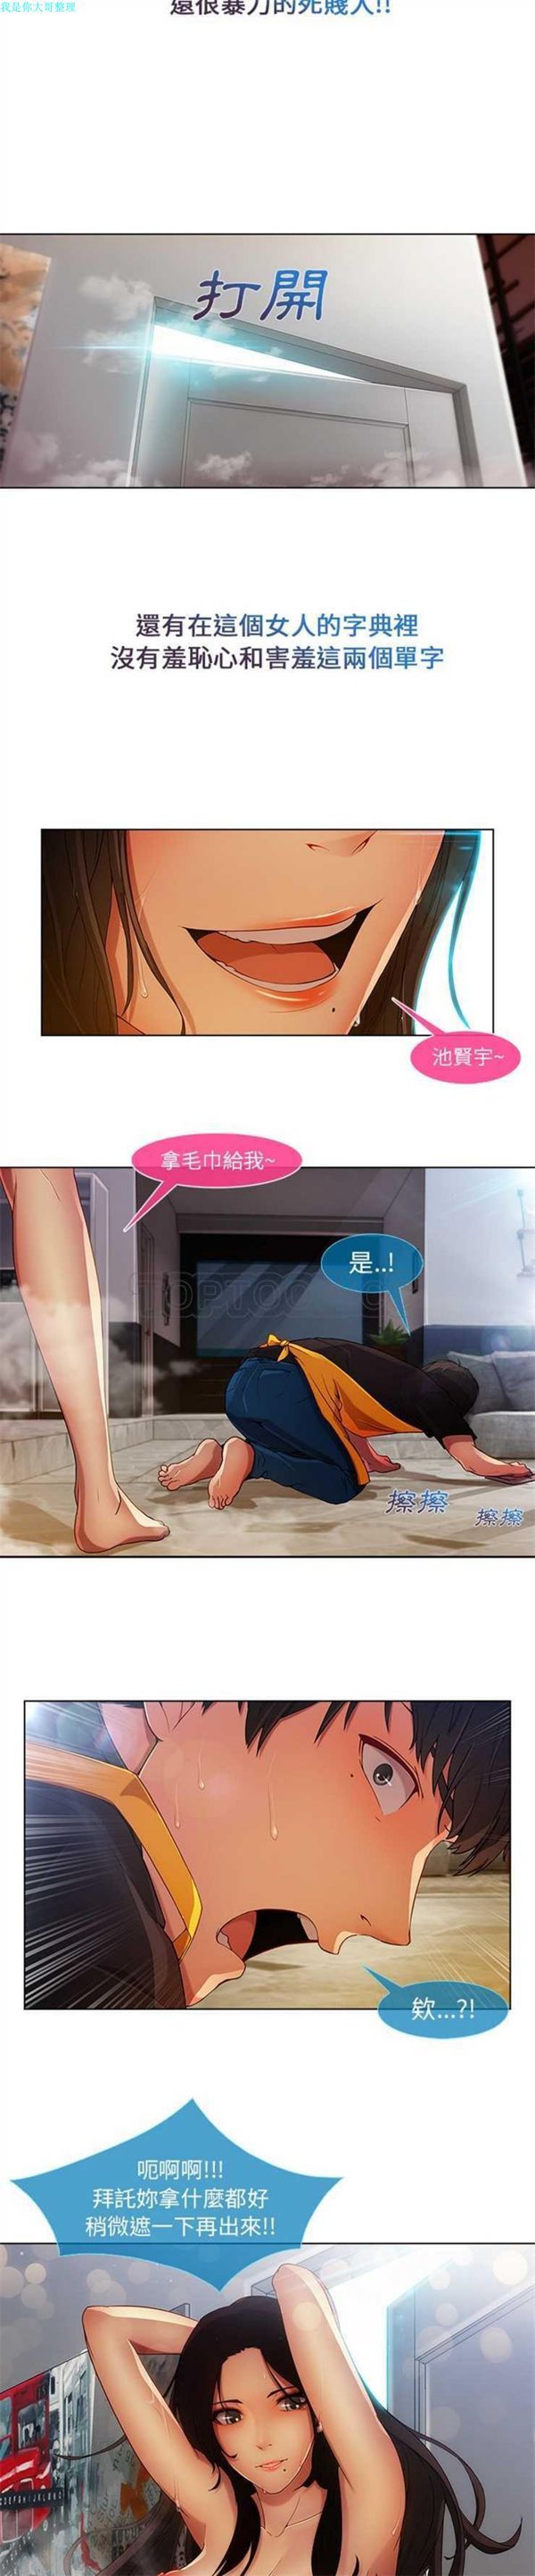 我是你大哥整理
還很暴力的死賤人!!
打開
還有在這個女人的字典裡
沒有羞恥心和害羞這兩個單字
池賢宇~
拿毛巾給我~
是..!
擦擦
擦擦
欸...?!
呃啊啊!!!
拜託妳拿什麼都好
稍微遮一下再出來!!